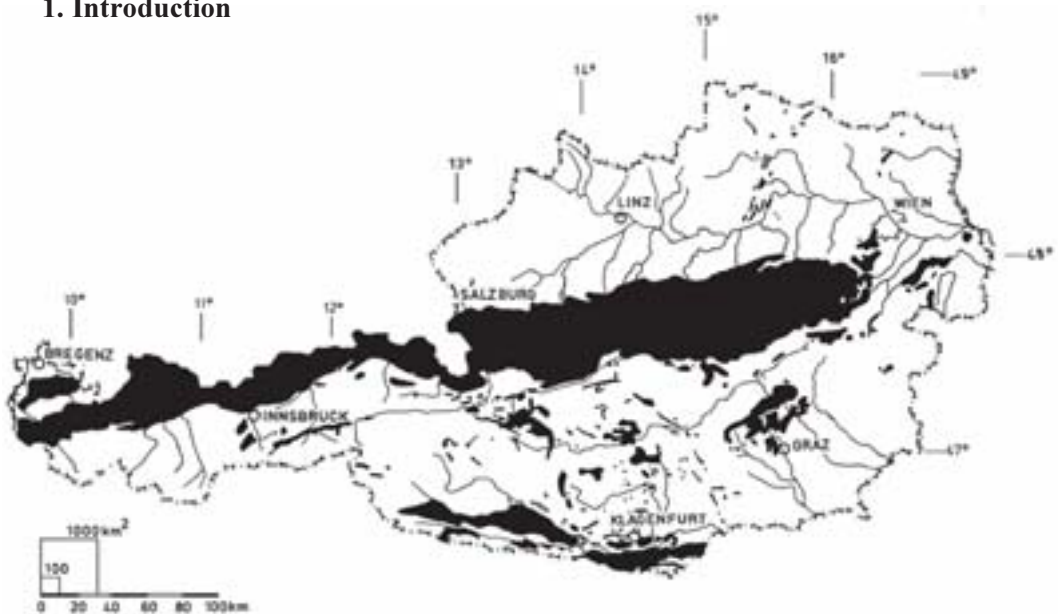 1. Introduction
15°
16°
14°
49°
13°
LINZ
WIEN
48°
SALZBURG
10°
11°
12°
BREGENZ
INNSBRUCK
GRAZ
47°
KLAGENFURT
1000km²
100
0 20 40 60 80 100km